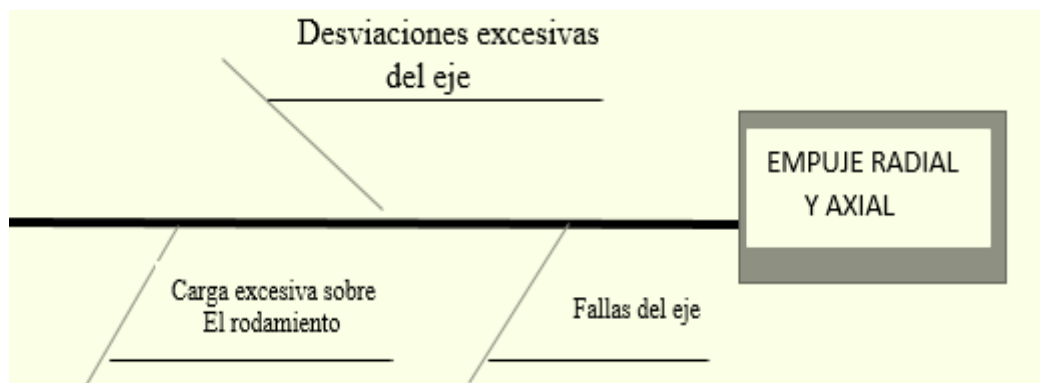 Desviaciones excesivas
del eje
EMPUJE RADIAL
Y AXIAL
Carga excesiva sobre
El rodamiento
Fallas del eje